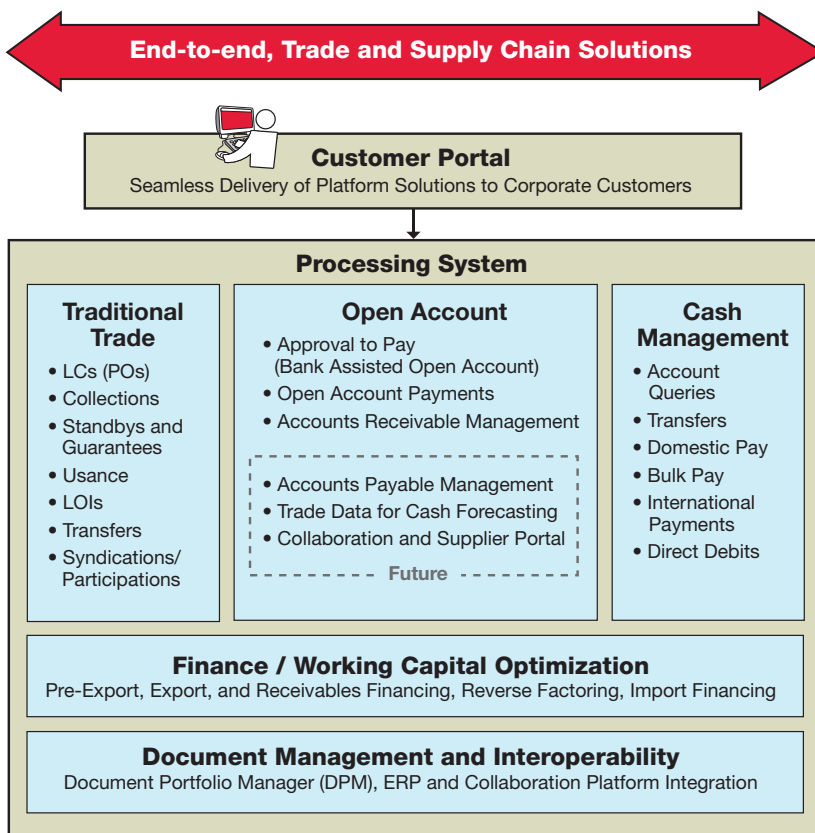 End-to-end, Trade and Supply Chain Solutions
Customer Portal
Seamless Delivery of Platform Solutions to Corporate Customers
Processing System
Traditional
Trade
• LCs (POs)
• Collections
• Standbys and
Guarantees
• Usance
• LOIs
• Transfers
• Syndications/
Participations
Open Account
• Approval to Pay
(Bank Assisted Open Account)
• Open Account Payments
• Accounts Receivable Management
• Accounts Payable Management
• Trade Data for Cash Forecasting
• Collaboration and Supplier Portal
Future
Cash
Management
• Account
Queries
• Transfers
• Domestic Pay
• Bulk Pay
• International
Payments
• Direct Debits
Finance / Working Capital Optimization
Pre-Export, Export, and Receivables Financing, Reverse Factoring, Import Financing
Document Management and Interoperability
Document Portfolio Manager (DPM), ERP and Collaboration Platform Integration